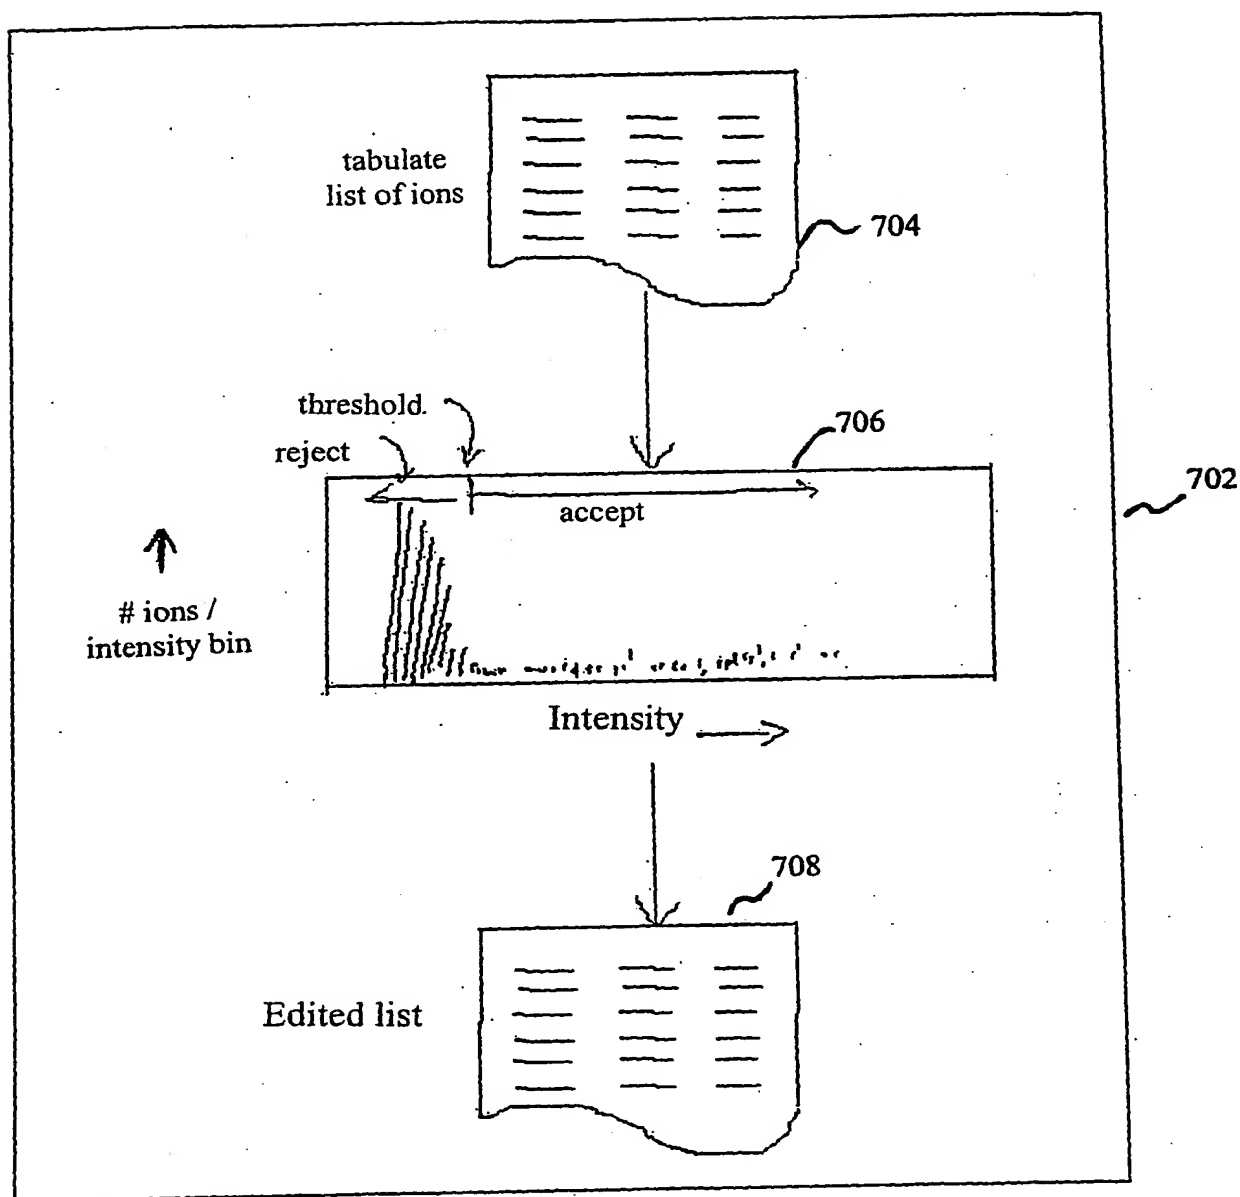 tabulate
list of ions
704
threshold.
reject
706
accept
702
# ions /
intensity bin
Intensity
708
Edited list